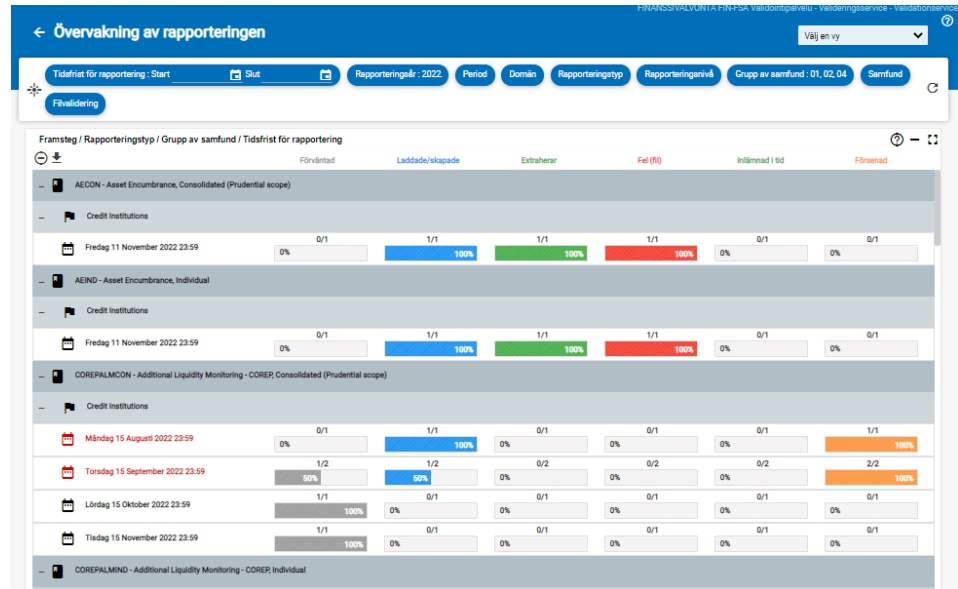 FINANSSIVALVONTA FIN-FSA Validointipalvelu - Valideringsservice - Validationservice
Övervakning av rapporteringen
Välj en vy
Tidsfrist för rapportering : Start Slut Rapporteringsår : 2022 Period Domän Rapporteringstyp Rapporteringsnivå Grupp av samfund : 01, 02, 04 Samfund
Filvalidering
Framsteg / Rapporteringstyp / Grupp av samfund / Tidsfrist för rapportering
Förväntad Laddade/skapade Extraherar Fel (fil) Inlämnad i tid Försenad
AECON - Asset Encumbrance, Consolidated (Prudential scope)
Credit Institutions
0/1 1/1 1/1 1/1 0/1 0/1
Fredag 11 November 2022 23:59
0% 100% 100% 100% 0% 0%
AEIND - Asset Encumbrance, Individual
Credit Institutions
0/1 1/1 1/1 1/1 0/1 0/1
Fredag 11 November 2022 23:59
0% 100% 100% 100% 0% 0%
COREPALMCON - Additional Liquidity Monitoring - COREP, Consolidated (Prudential scope)
Credit Institutions
0/1 1/1 0/1 0/1 0/1 1/1
Måndag 15 Augusti 2022 23:59
0% 100% 0% 0% 0% 100%
1/2 1/2 0/2 0/2 0/2 2/2
Torsdag 15 September 2022 23:59
50% 50% 0% 0% 0% 100%
1/1 0/1 0/1 0/1 0/1 0/1
Lördag 15 Oktober 2022 23:59
100% 0% 0% 0% 0% 0%
1/1 0/1 0/1 0/1 0/1 0/1
Tisdag 15 November 2022 23:59
100% 0% 0% 0% 0% 0%
COREPALMIND - Additional Liquidity Monitoring - COREP, Individual